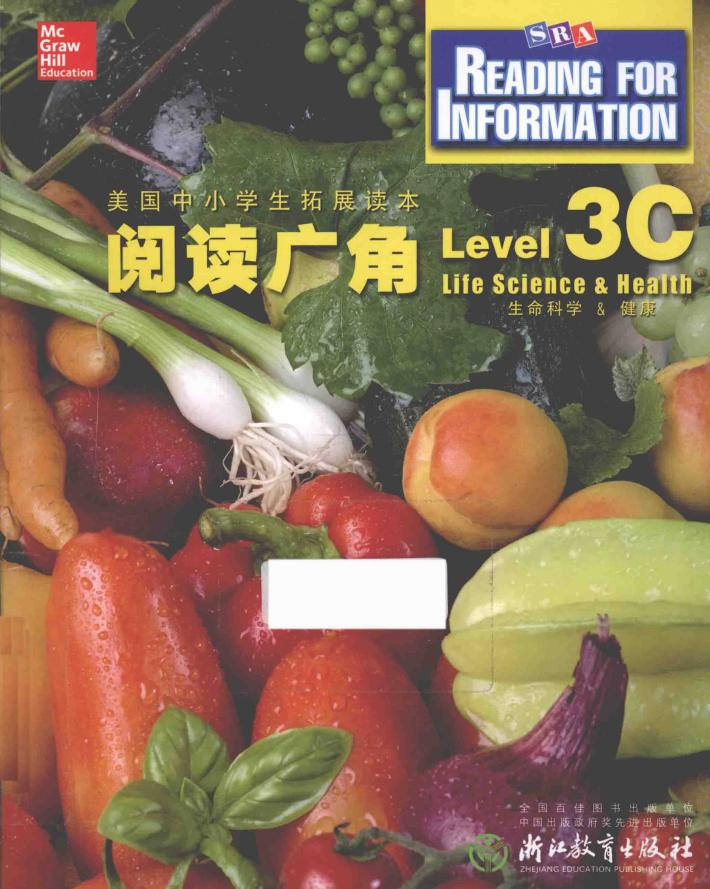 Mc
Graw
Hill
Education
SRA
READING FOR
INFORMATION
美国中小学生拓展读本
阅读广角
Level 3C
Life Science & Health
生命科学 & 健康
全国百佳图书出版单位
中国出版政府奖先进出版单位
浙江教育出版社
ZHEJIANG EDUCATION PUBLISHING HOUSE